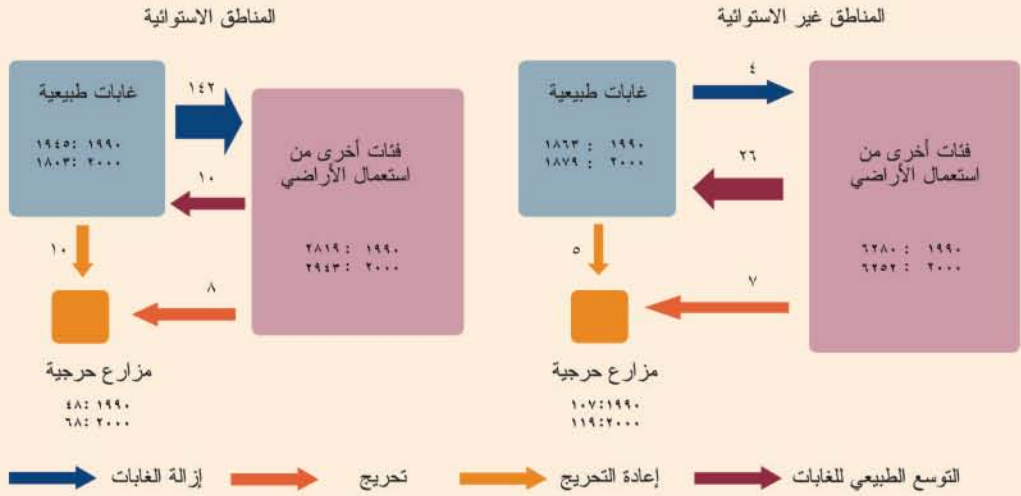 المناطق غير الاستوائية
غابات طبيعية
١٩٩٠ : ١٨٦٣
٢٠٠٠ : ١٨٧٩
٤
٢٦
فئات أخرى من
استعمال الأراضي
١٩٩٠ : ٦٢٨٠
٢٠٠٠ : ٦٢٥٢
٥
٧
مزارع حرجية
١٩٩٠:١٠٧
٢٠٠٠:١١٩
المناطق الاستوائية
غابات طبيعية
١٩٩٠ :١٩٤٥
٢٠٠٠ :١٨٠٣
١٤٢
١٠
فئات أخرى من
استعمال الأراضي
١٩٩٠ : ٢٨١٩
٢٠٠٠ : ٢٩٤٣
١٠
٨
مزارع حرجية
١٩٩٠ :٤٨
٢٠٠٠ :٦٨
التوسع الطبيعي للغابات
إعادة التحريج
تحريج
إزالة الغابات